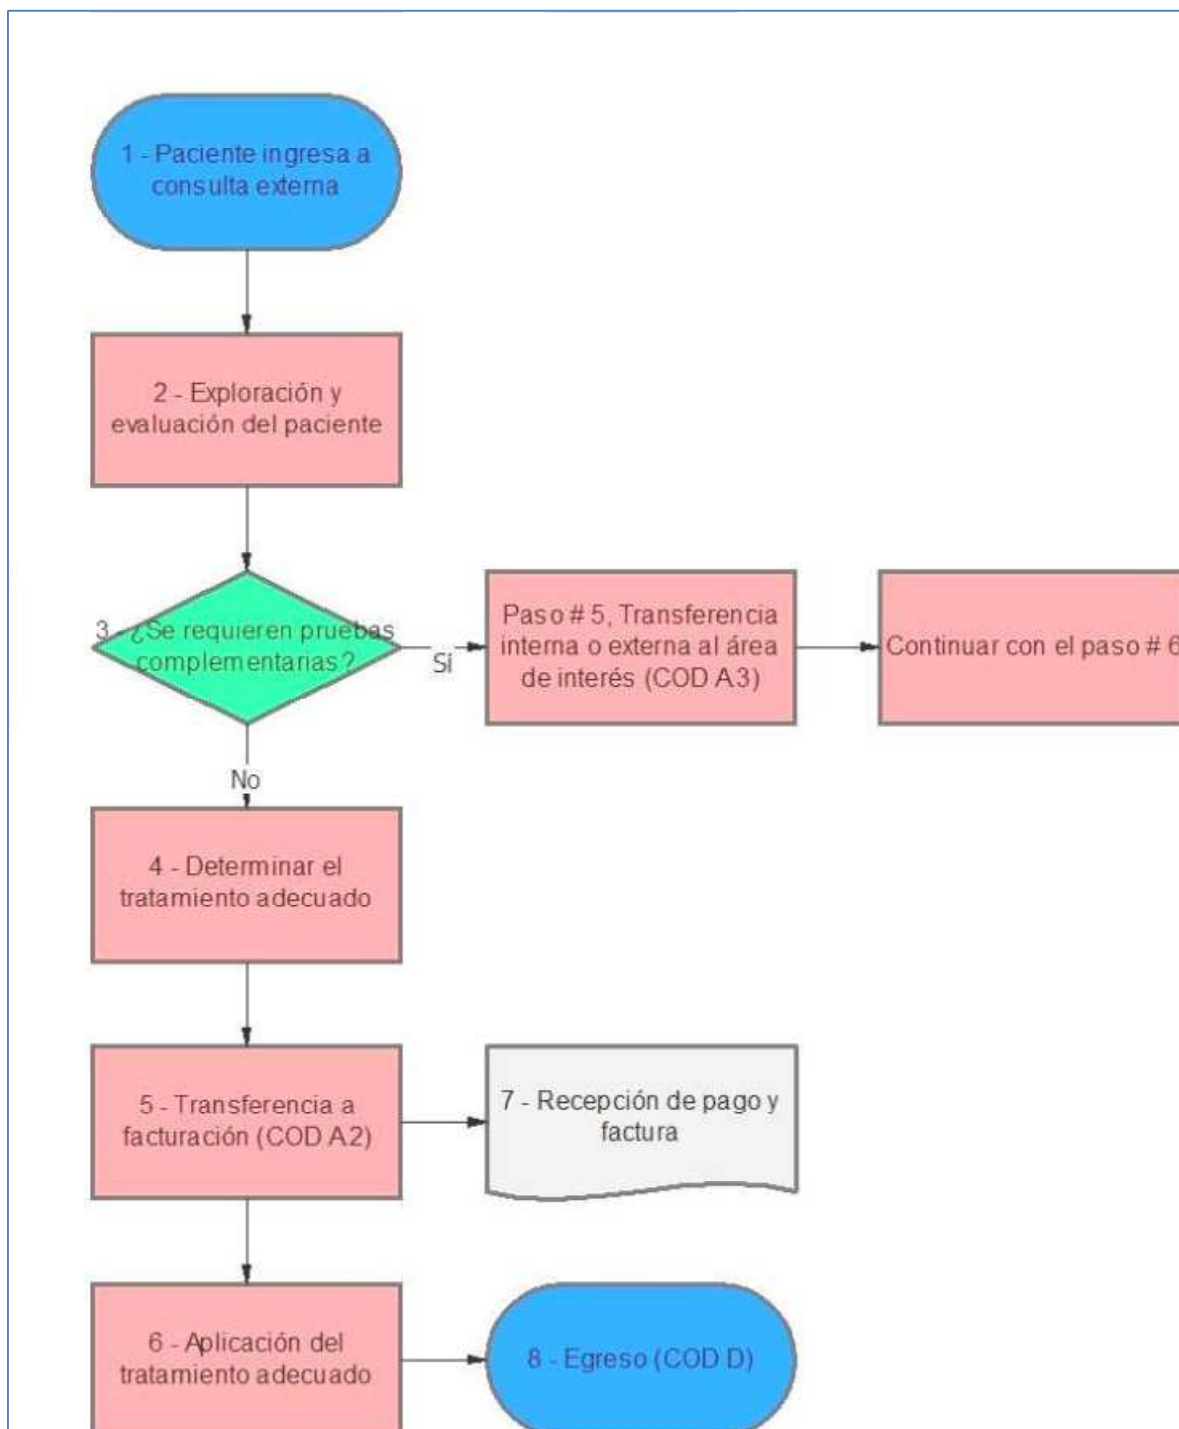 1 - Paciente ingresa a
consulta externa
2 - Exploración y
evaluación del paciente
3 - ¿Se requieren pruebas
complementarias?
Sí
Paso # 5, Transferencia
interna o externa al área
de interés (COD A3)
Continuar con el paso # 6
No
4 - Determinar el
tratamiento adecuado
5 - Transferencia a
facturación (COD A2)
7 - Recepción de pago y
factura
6 - Aplicación del
tratamiento adecuado
8 - Egreso (COD D)